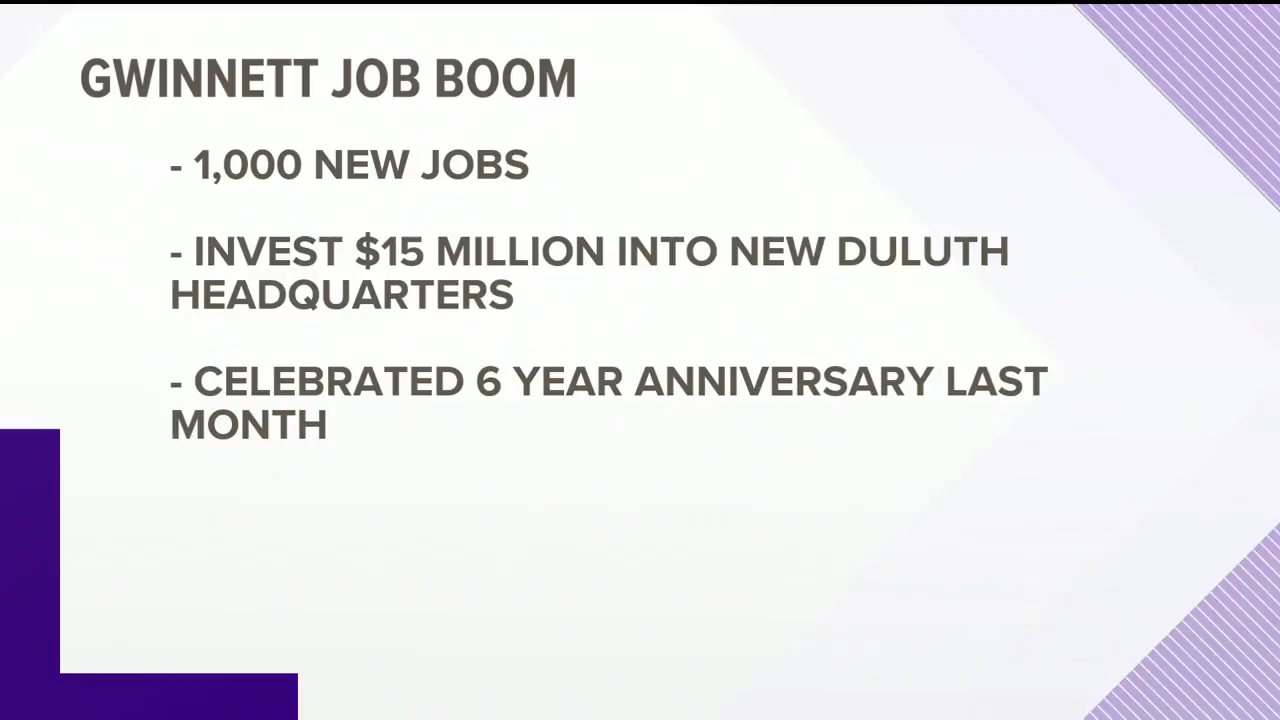 GWINNETT JOB BOOM
- 1,000 NEW JOBS
- INVEST $15 MILLION INTO NEW DULUTH
HEADQUARTERS
- CELEBRATED 6 YEAR ANNIVERSARY LAST
MONTH